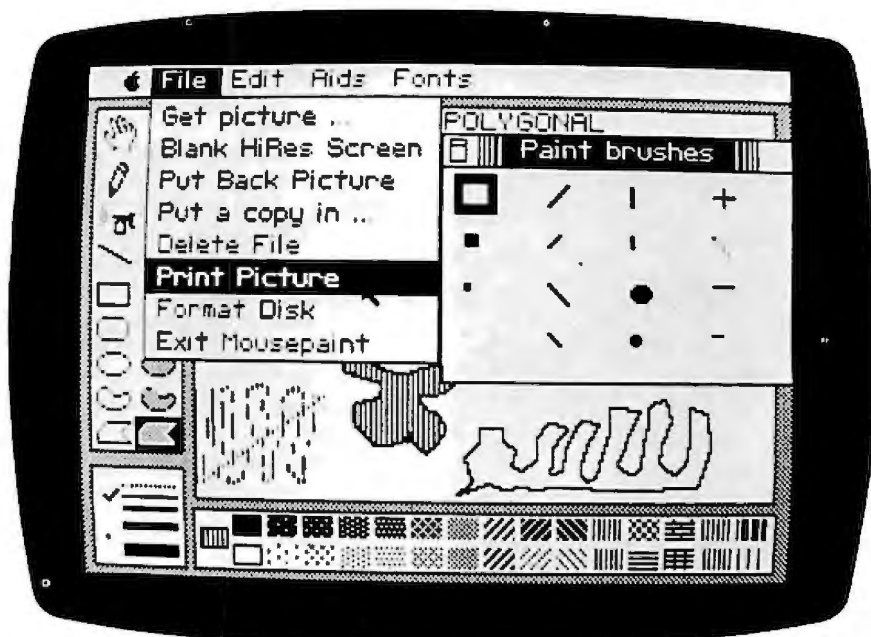 File Edit Aids Fonts
Get picture ...
Blank HiRes Screen
Put Back Picture
Put a copy in ..
Delete File
Print Picture
Format Disk
Exit Mousepaint
POLYGONAL
Paint brushes